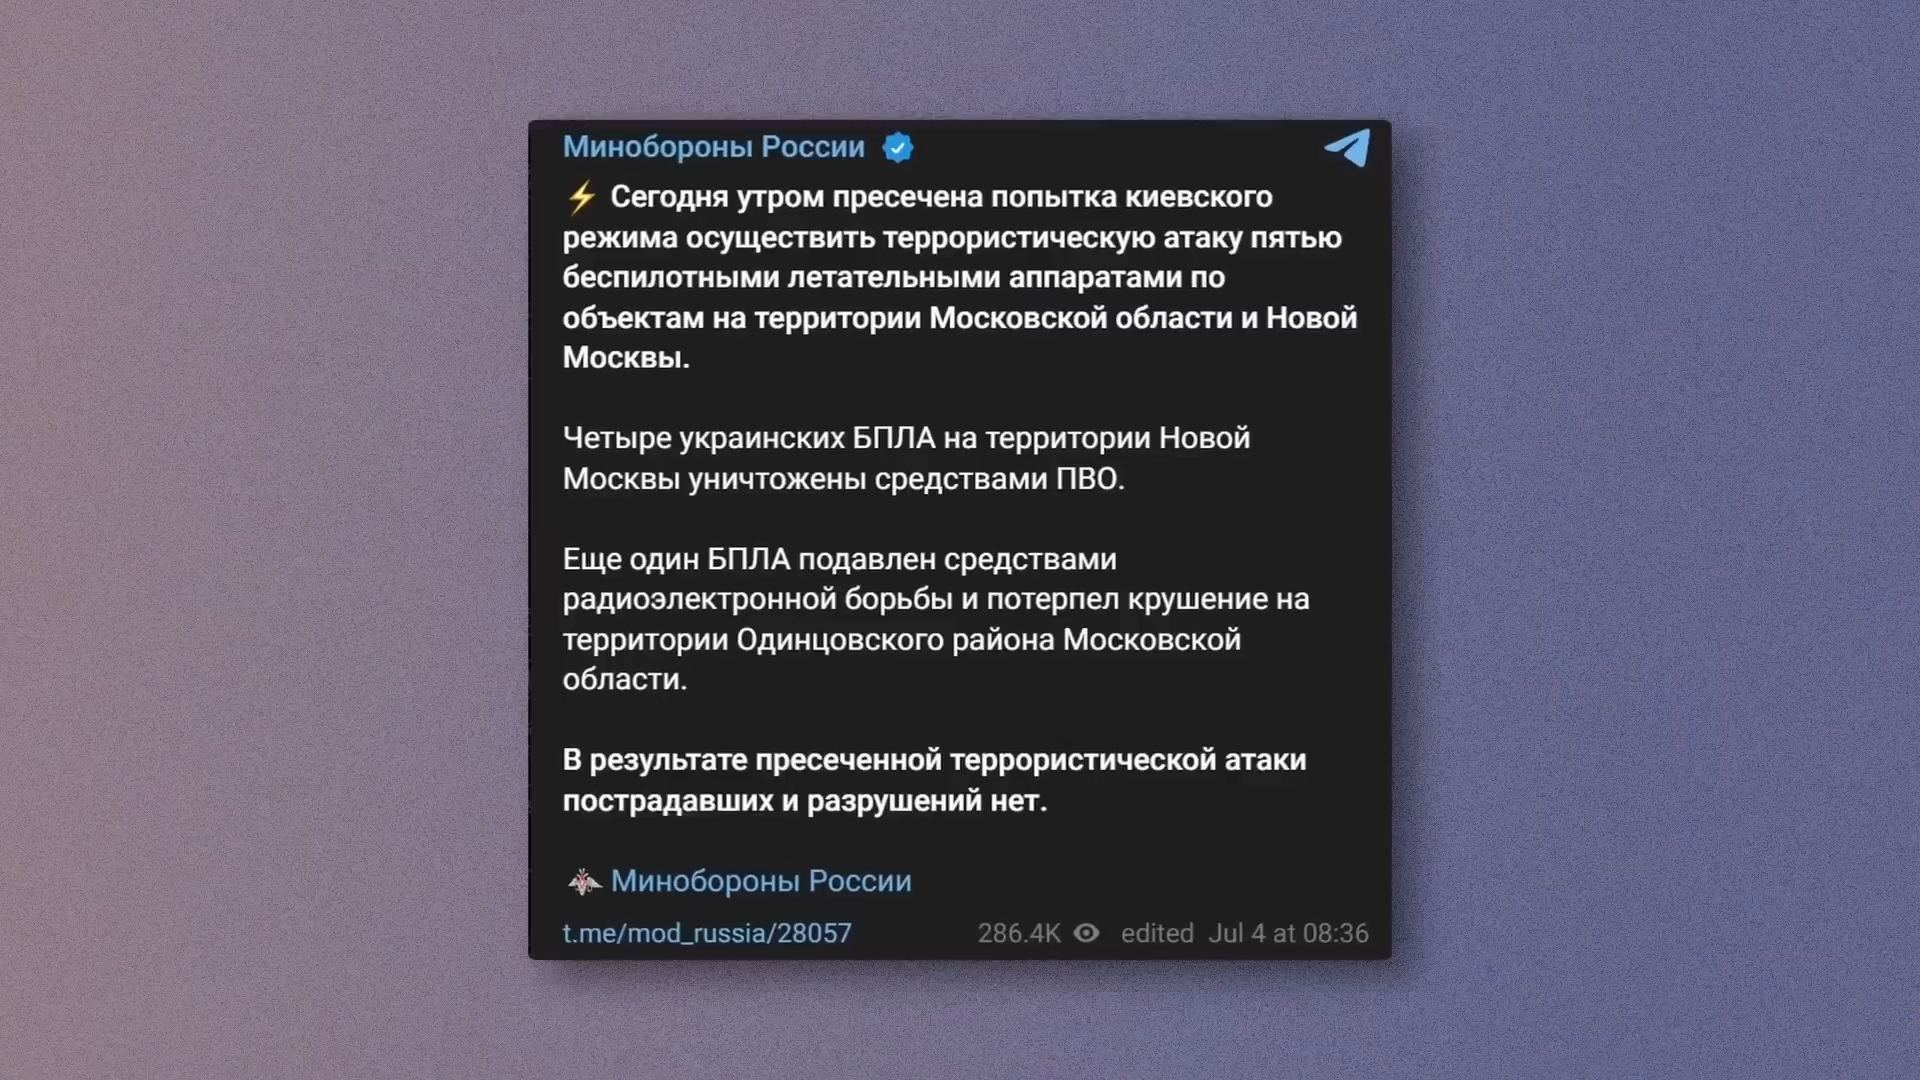 Минобороны России
⚡ Сегодня утром пресечена попытка киевского
режима осуществить террористическую атаку пятью
беспилотными летательными аппаратами по
объектам на территории Московской области и Новой
Москвы.
Четыре украинских БПЛА на территории Новой
Москвы уничтожены средствами ПВО.
Еще один БПЛА подавлен средствами
радиоэлектронной борьбы и потерпел крушение на
территории Одинцовского района Московской
области.
В результате пресеченной террористической атаки
пострадавших и разрушений нет.
Минобороны России
t.me/mod_russia/28057 286.4K edited Jul 4 at 08:36